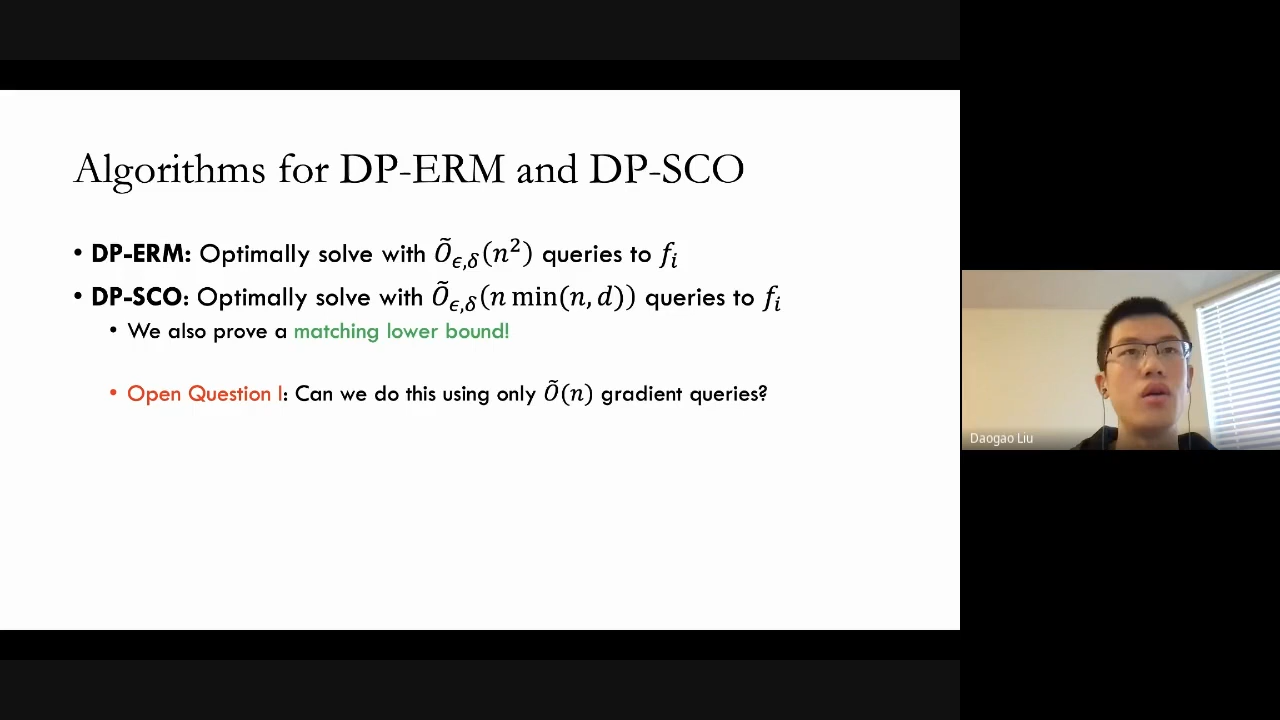 Algorithms for DP-ERM and DP-SCO
• DP-ERM: Optimally solve with Õ_{ϵ,δ}(n²) queries to f_i
• DP-SCO: Optimally solve with Õ_{ϵ,δ}(n min(n, d)) queries to f_i
• We also prove a matching lower bound!
• Open Question I: Can we do this using only Õ(n) gradient queries?
Daogao Liu